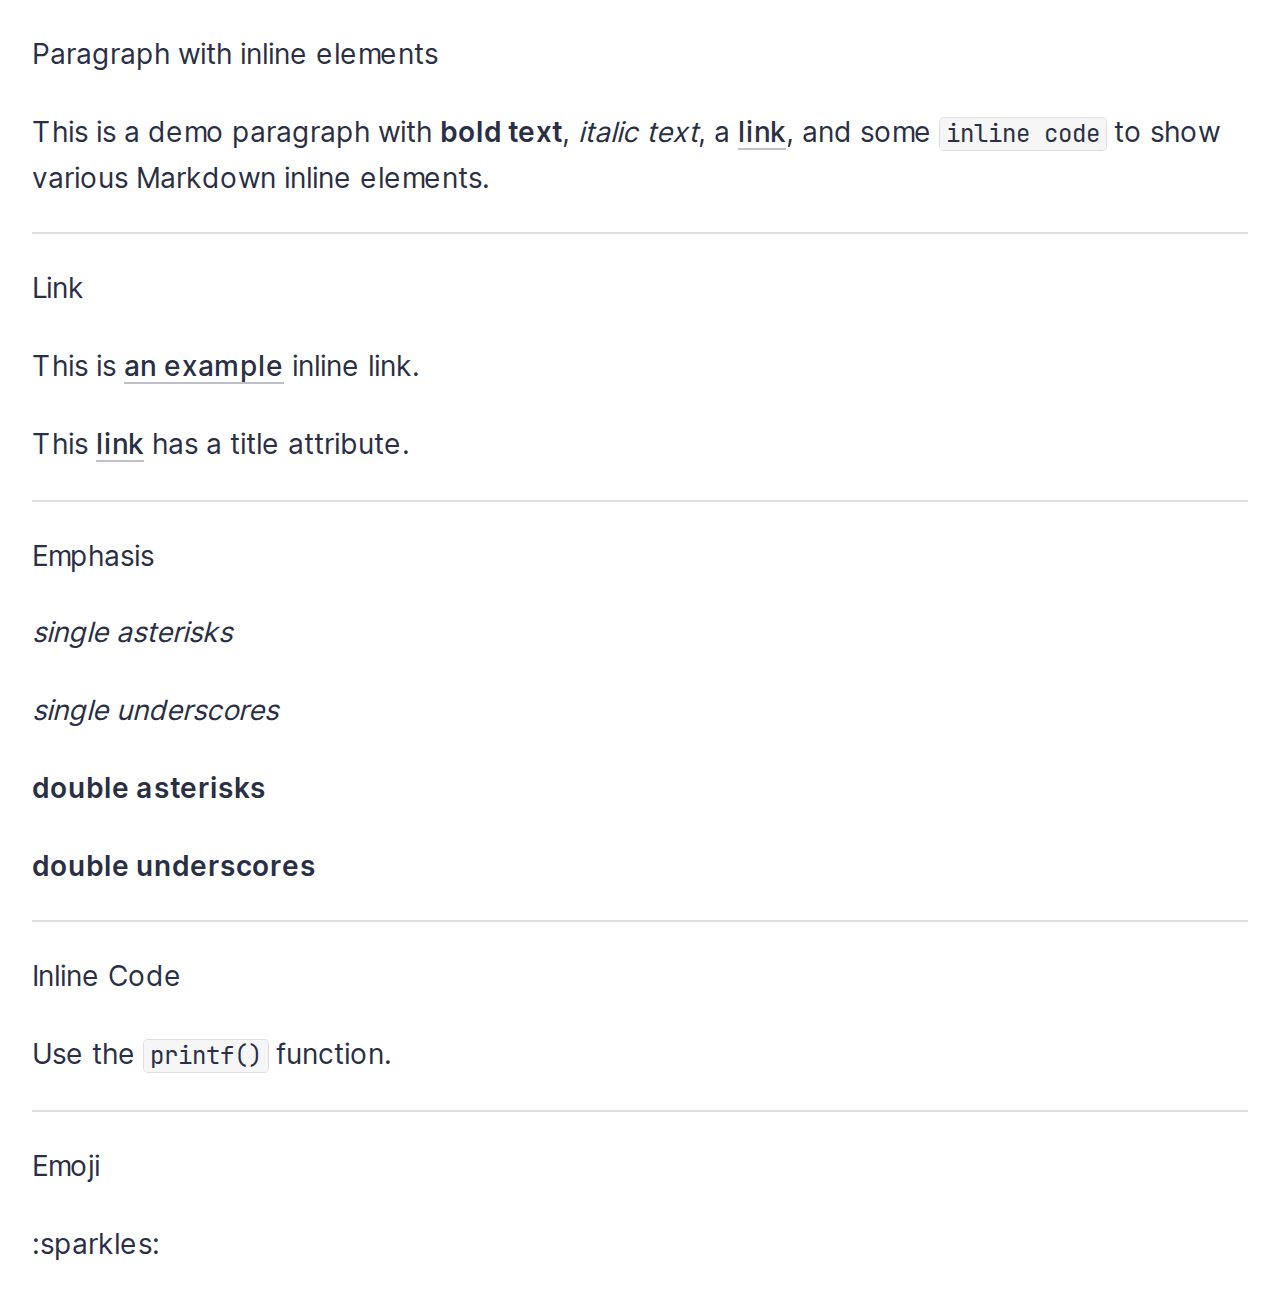 Paragraph with inline elements
This is a demo paragraph with bold text, italic text, a link, and some inline code to show
various Markdown inline elements.
Link
This is an example inline link.
This link has a title attribute.
Emphasis
single asterisks
single underscores
double asterisks
double underscores
Inline Code
Use the printf() function.
Emoji
:sparkles: